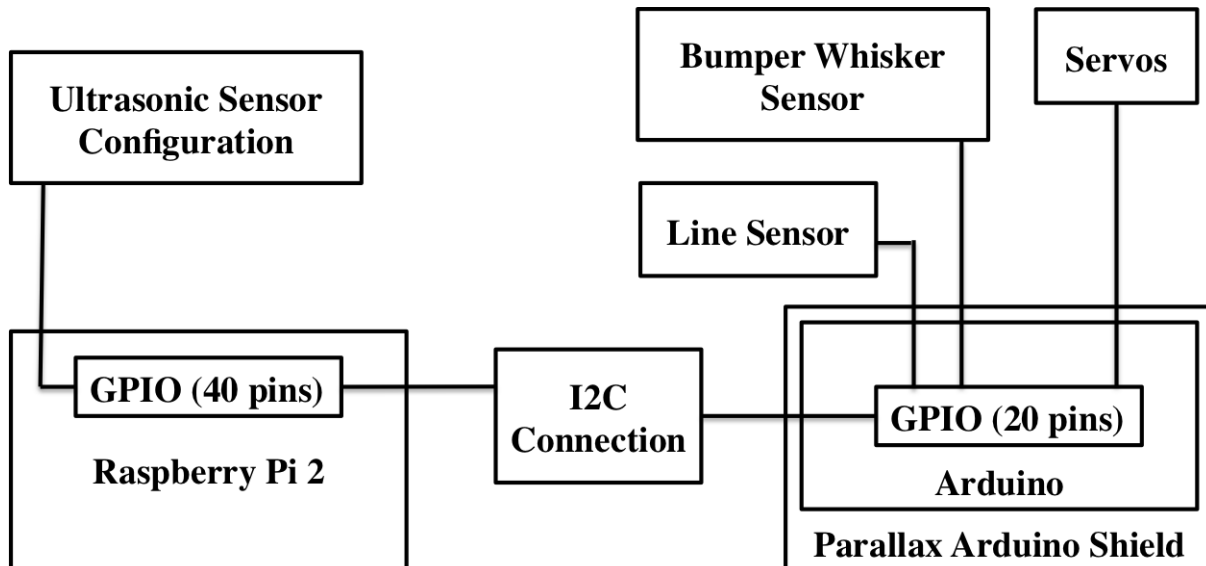 Ultrasonic Sensor
Configuration
Bumper Whisker
Sensor
Servos
Line Sensor
GPIO (40 pins)
Raspberry Pi 2
I2C
Connection
GPIO (20 pins)
Arduino
Parallax Arduino Shield